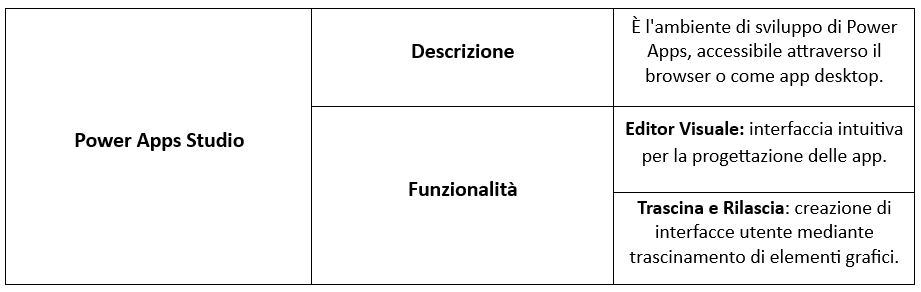 Power Apps Studio
Descrizione
È l'ambiente di sviluppo di Power
Apps, accessibile attraverso il
browser o come app desktop.
Funzionalità
Editor Visuale: interfaccia intuitiva
per la progettazione delle app.
Trascina e Rilascia: creazione di
interfacce utente mediante
trascinamento di elementi grafici.